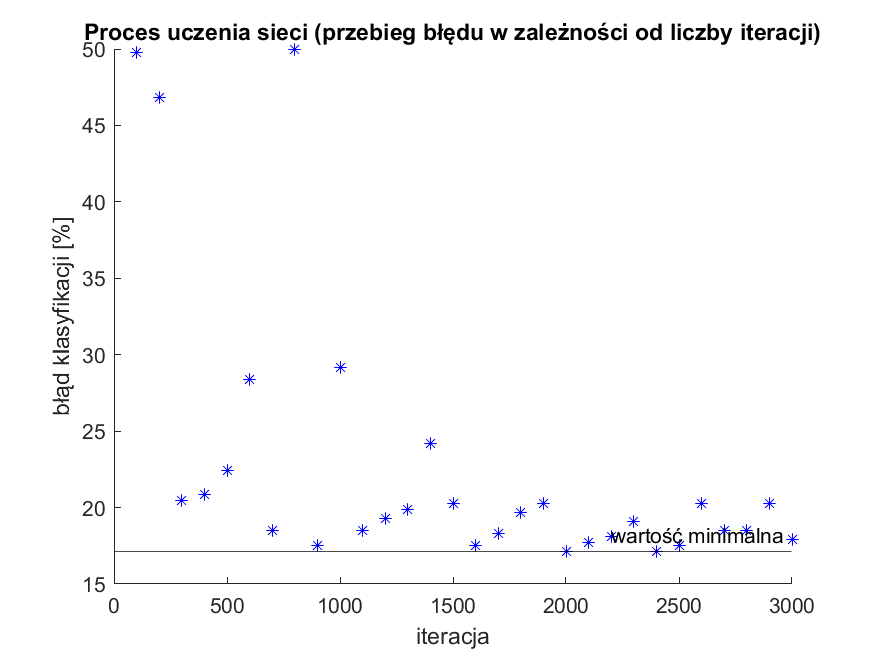 Proces uczenia sieci (przebieg błędu w zależności od liczby iteracji)
50
45
40
35
30
25
20
15
błąd klasyfikacji [%]
wartość minimalna
0 500 1000 1500 2000 2500 3000
iteracja